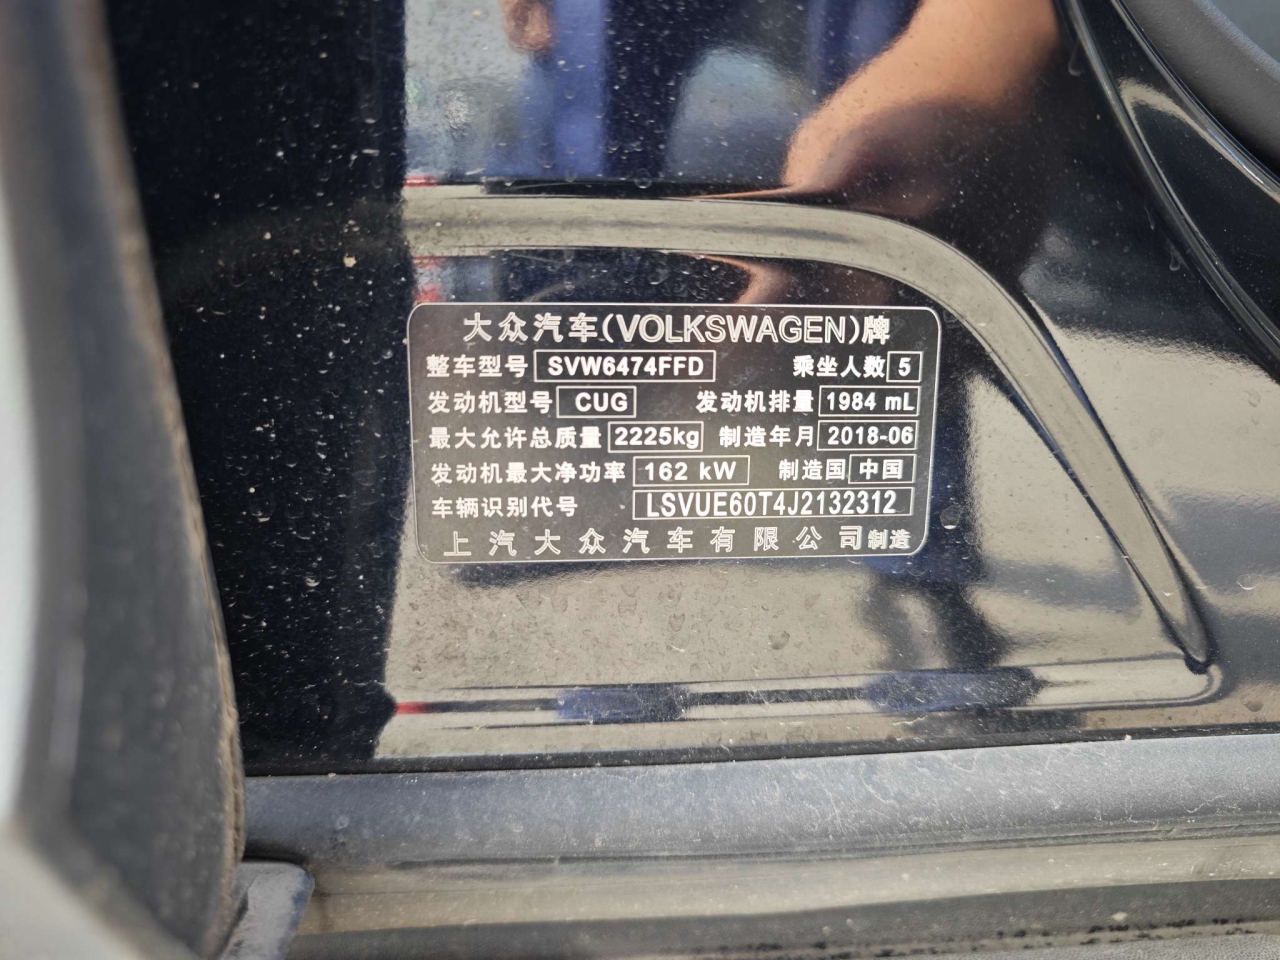 大众汽车(VOLKSWAGEN)牌
整车型号 SVW6474FFD 乘坐人数 5
发动机型号 CUG 发动机排量 1984 mL
最大允许总质量 2225kg 制造年月 2018-06
发动机最大净功率 162 kW 制造国 中国
车辆识别代号 LSVUE60T4J2132312
上汽大众汽车有限公司制造